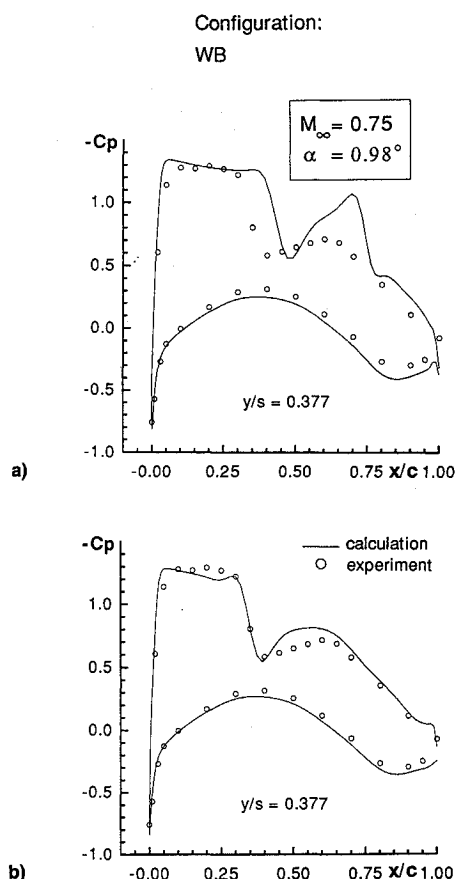 Configuration:
WB
M∞ = 0.75
α = 0.98°
-Cp
1.0
0.5
0.0
-0.5
-1.0
y/s = 0.377
-0.00 0.25 0.50 0.75 x/c 1.00
a)
-Cp
calculation
experiment
1.0
0.5
0.0
-0.5
-1.0
y/s = 0.377
-0.00 0.25 0.50 0.75 x/c 1.00
b)